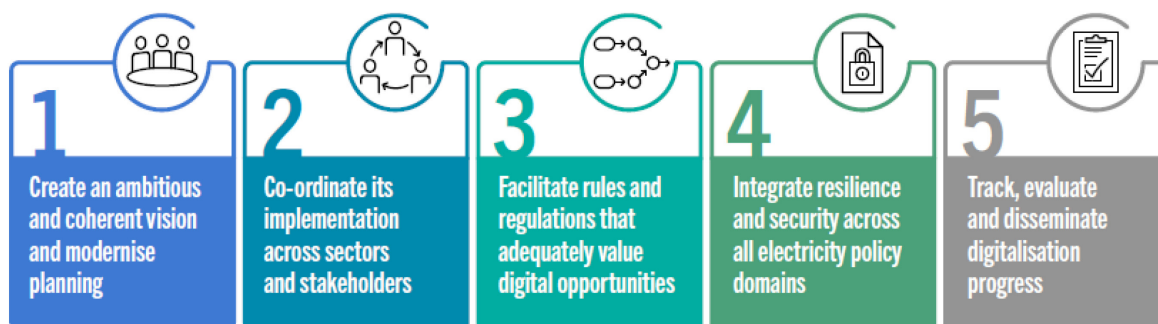 1
Create an ambitious
and coherent vision
and modernise
planning
2
Co-ordinate its
implementation
across sectors
and stakeholders
3
Facilitate rules and
regulations that
adequately value
digital opportunities
4
Integrate resilience
and security across
all electricity policy
domains
5
Track, evaluate
and disseminate
digitalisation
progress